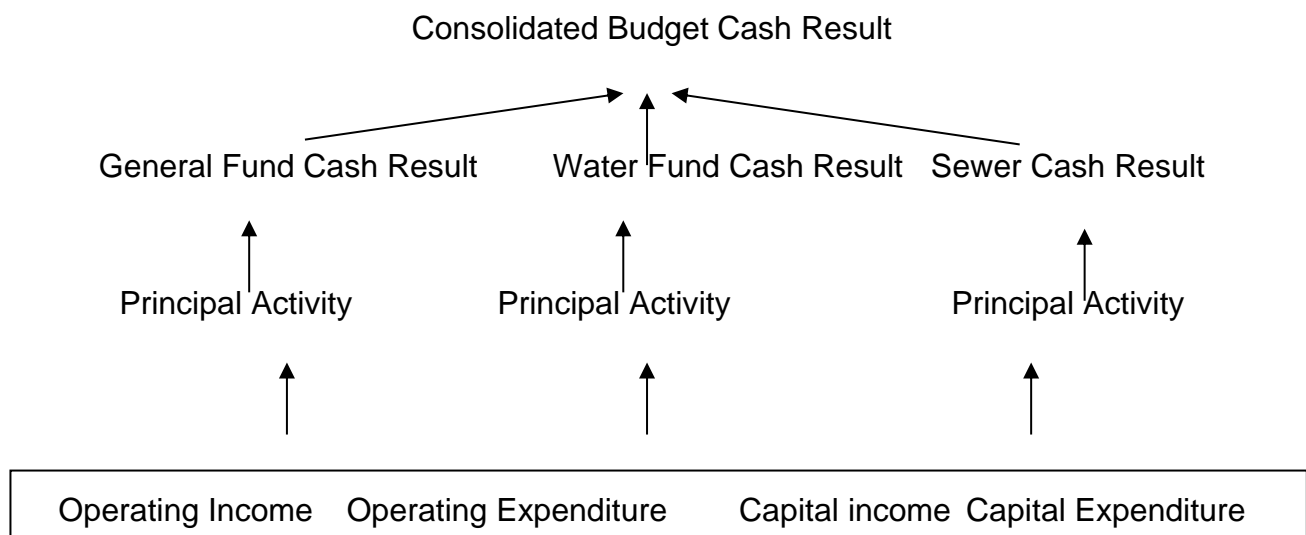 Consolidated Budget Cash Result
General Fund Cash Result Water Fund Cash Result Sewer Cash Result
Principal Activity Principal Activity Principal Activity
Operating Income Operating Expenditure Capital income Capital Expenditure